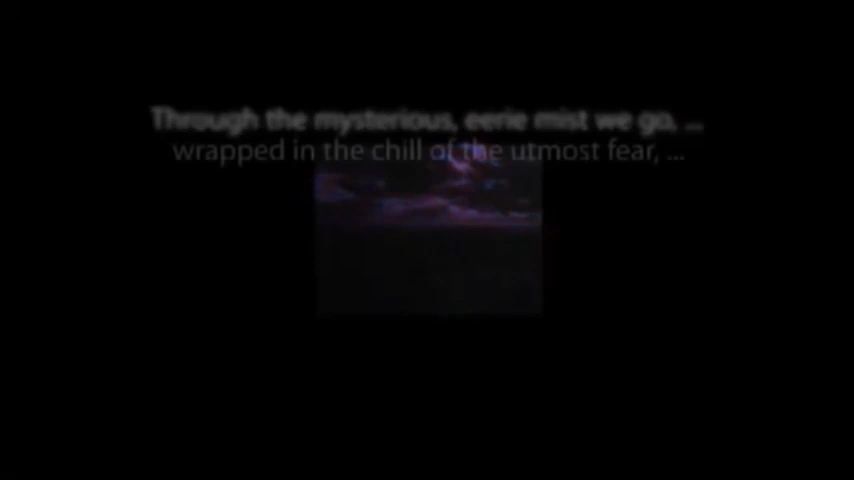 Through the mysterious, eerie mist we go, ...
wrapped in the chill of the utmost fear, ...